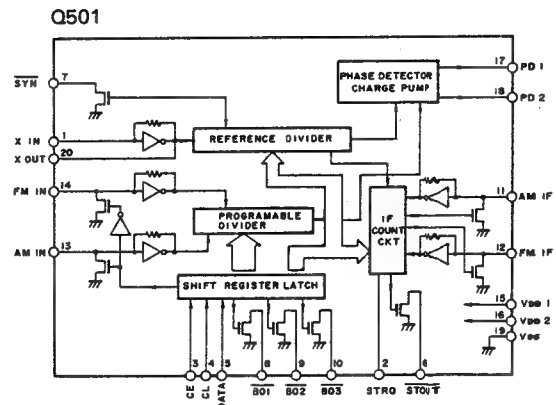 Q501
SYN 7
X IN 1
X OUT 20
FM IN 14
AM IN 13
REFERENCE DIVIDER
PHASE DETECTOR
CHARGE PUMP
17 PD 1
18 PD 2
PROGRAMABLE
DIVIDER
IF
COUNT
CKT
11 AM IF
12 FM IF
SHIFT REGISTER LATCH
15 VDD 1
16 VDD 2
19
3 4 5 8 9 10 2 6
CE CL DATA BO1 BO2 BO3 STRQ STOUT